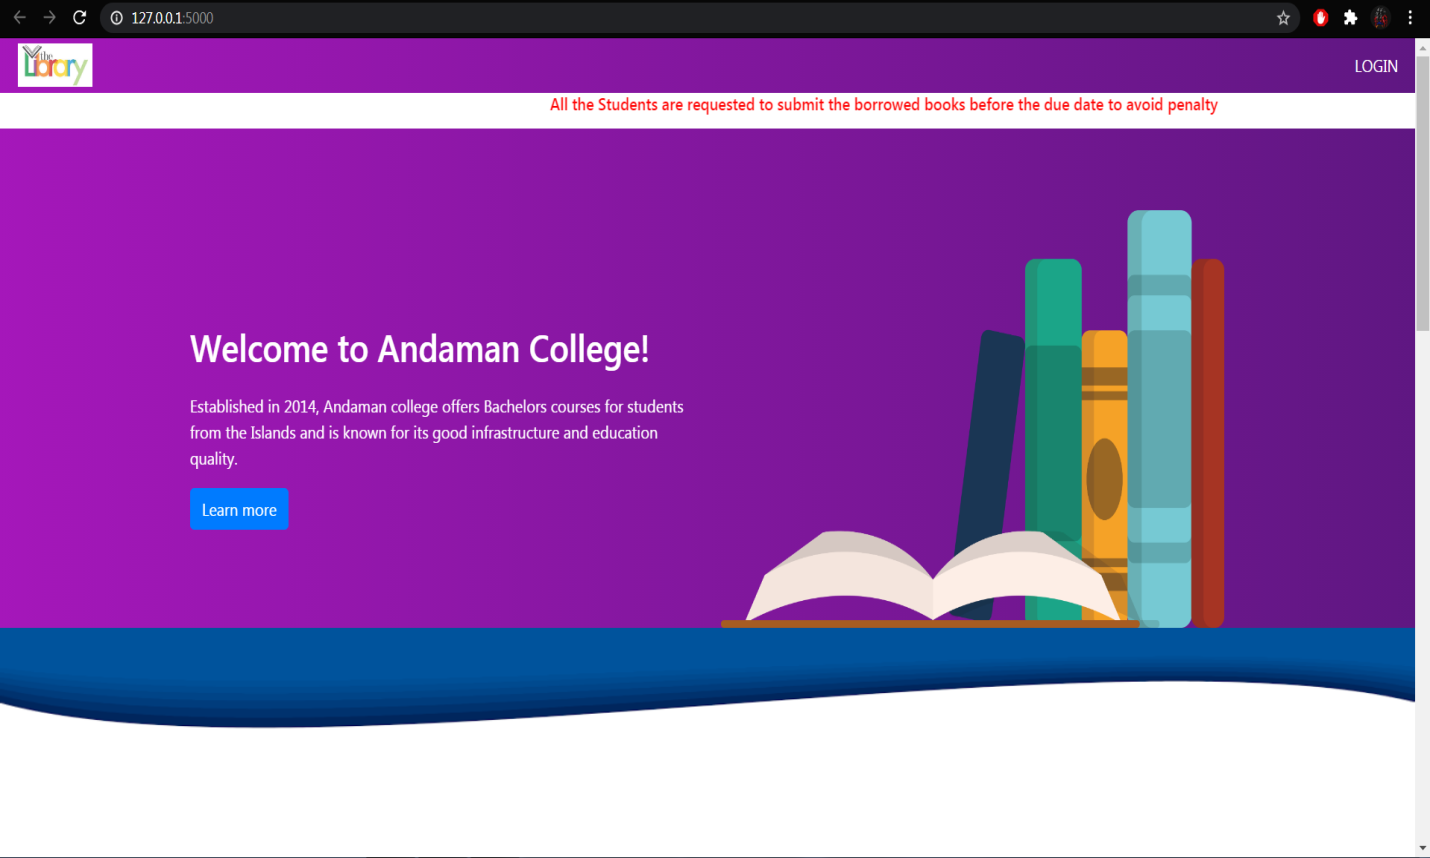 127.0.0.1:5000
the
Library
LOGIN
All the Students are requested to submit the borrowed books before the due date to avoid penalty
Welcome to Andaman College!
Established in 2014, Andaman college offers Bachelors courses for students
from the Islands and is known for its good infrastructure and education
quality.
Learn more